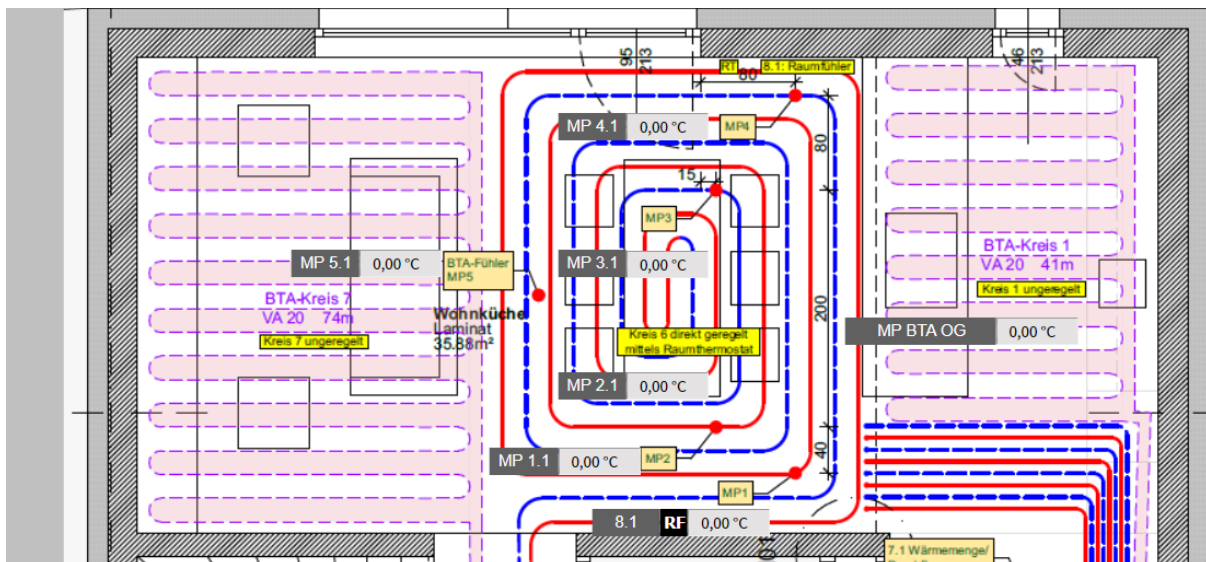 95
213
46
213
RT
8.1: Raumfühler
60
MP 4.1 0,00 °C
MP4
80
15
MP3
BTA-Kreis 1
VA 20 41m
Kreis 1 ungeregelt
MP 5.1 0,00 °C
BTA-Fühler
MP5
MP 3.1 0,00 °C
BTA-Kreis 7
VA 20 74m
Kreis 7 ungeregelt
Wohnküche
Laminat
35.88m²
200
Kreis 6 direkt geregelt
mittels Raumthermostat
MP BTA OG 0,00 °C
MP 2.1 0,00 °C
40
MP 1.1 0,00 °C
MP2
MP1
8.1 RF 0,00 °C
7.1 Wärmemenge/